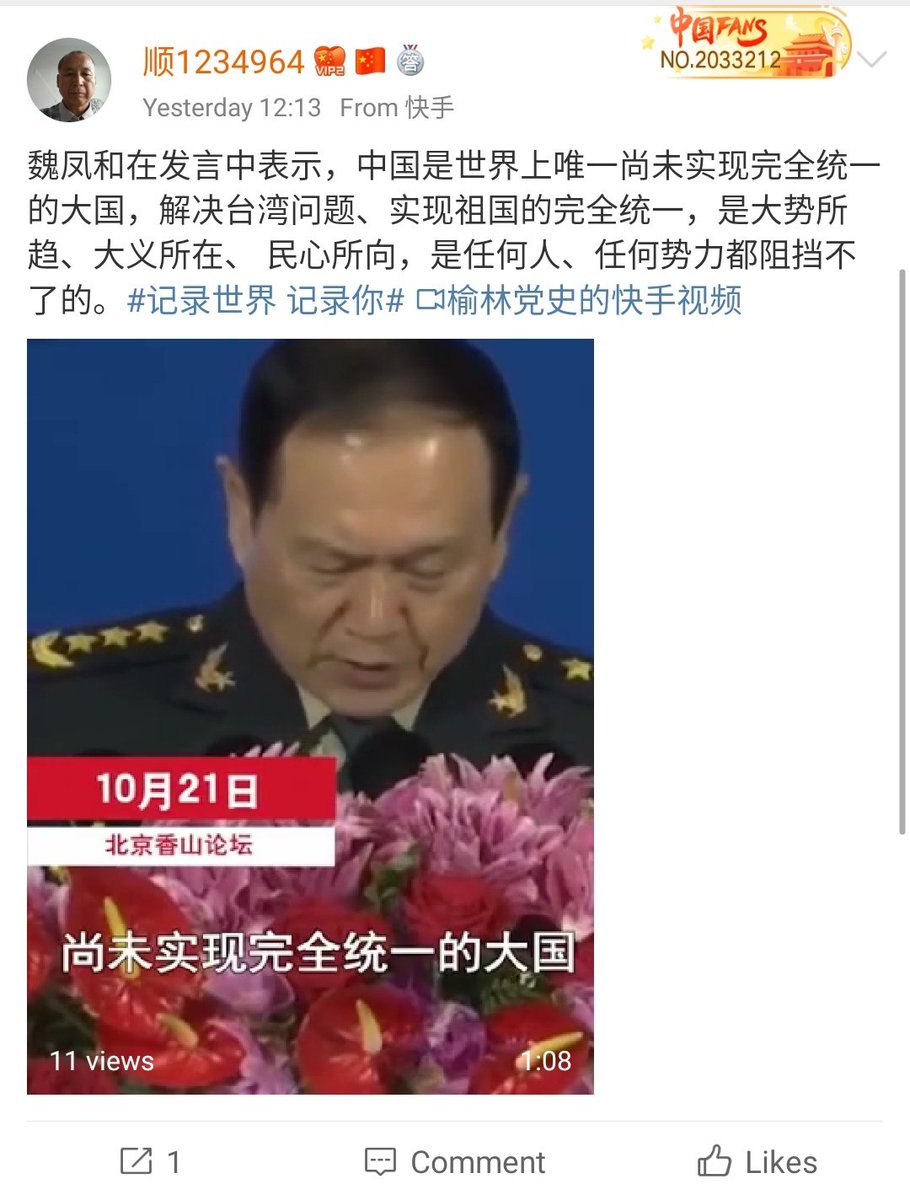 中国FANS
顺1234964
NO.2033212
Yesterday 12:13 From 快手
魏凤和在发言中表示，中国是世界上唯一尚未实现完全统一
的大国，解决台湾问题、实现祖国的完全统一，是大势所
趋、大义所在、 民心所向，是任何人、任何势力都阻挡不
了的。#记录世界 记录你# 榆林党史的快手视频
10月21日
北京香山论坛
尚未实现完全统一的大国
11 views
1:08
1
Comment
Likes